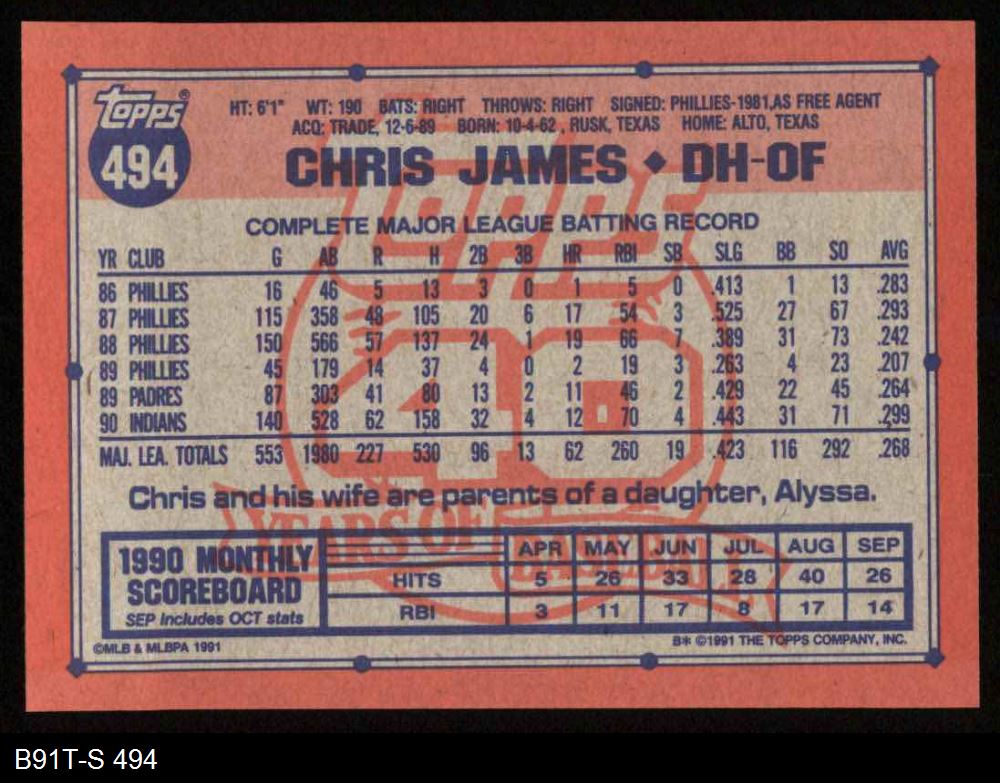 TOPPS®
494
HT: 6'1" WT: 190 BATS: RIGHT THROWS: RIGHT SIGNED: PHILLIES-1981, AS FREE AGENT
ACQ: TRADE, 12-6-89 BORN: 10-4-62, RUSK, TEXAS HOME: ALTO, TEXAS
CHRIS JAMES ◆ DH-OF
COMPLETE MAJOR LEAGUE BATTING RECORD
YR CLUB G AB R H 2B 3B HR RBI SB SLG BB SO AVG
86 PHILLIES 16 46 5 13 3 0 1 5 0 .413 1 13 .283
87 PHILLIES 115 358 48 105 20 6 17 54 3 .525 27 67 .293
88 PHILLIES 150 566 57 137 24 1 19 66 7 .389 31 73 .242
89 PHILLIES 45 179 14 37 4 0 2 19 3 .263 4 23 .207
89 PADRES 87 303 41 80 13 2 11 46 2 .429 22 45 .264
90 INDIANS 140 528 62 158 32 4 12 70 4 .443 31 71 .299
MAJ. LEA. TOTALS 553 1980 227 530 96 13 62 260 19 .423 116 292 .268
Chris and his wife are parents of a daughter, Alyssa.
TOPPS
40
YEARS OF
BASEBALL
1990 MONTHLY
SCOREBOARD
SEP Includes OCT stats
APR MAY JUN JUL AUG SEP
HITS 5 26 33 28 40 26
RBI 3 11 17 8 17 14
©MLB & MLBPA 1991
B* ©1991 THE TOPPS COMPANY, INC.
B91T-S 494